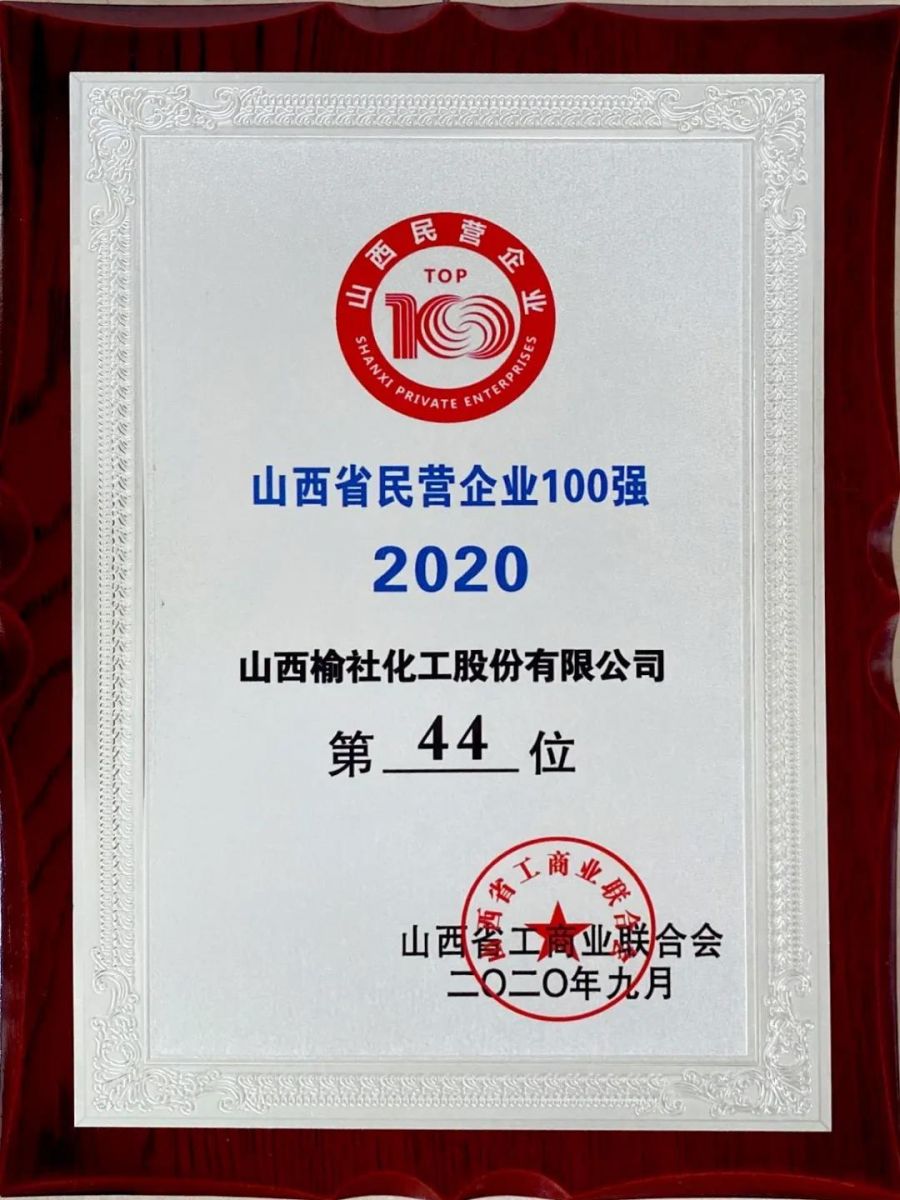 山西民营企业
TOP
100
SHANXI PRIVATE ENTERPRISES
山西省民营企业100强
2020
山西榆社化工股份有限公司
第 44 位
山西省工商业联合会
山西省工商业联合会
二〇二〇年九月